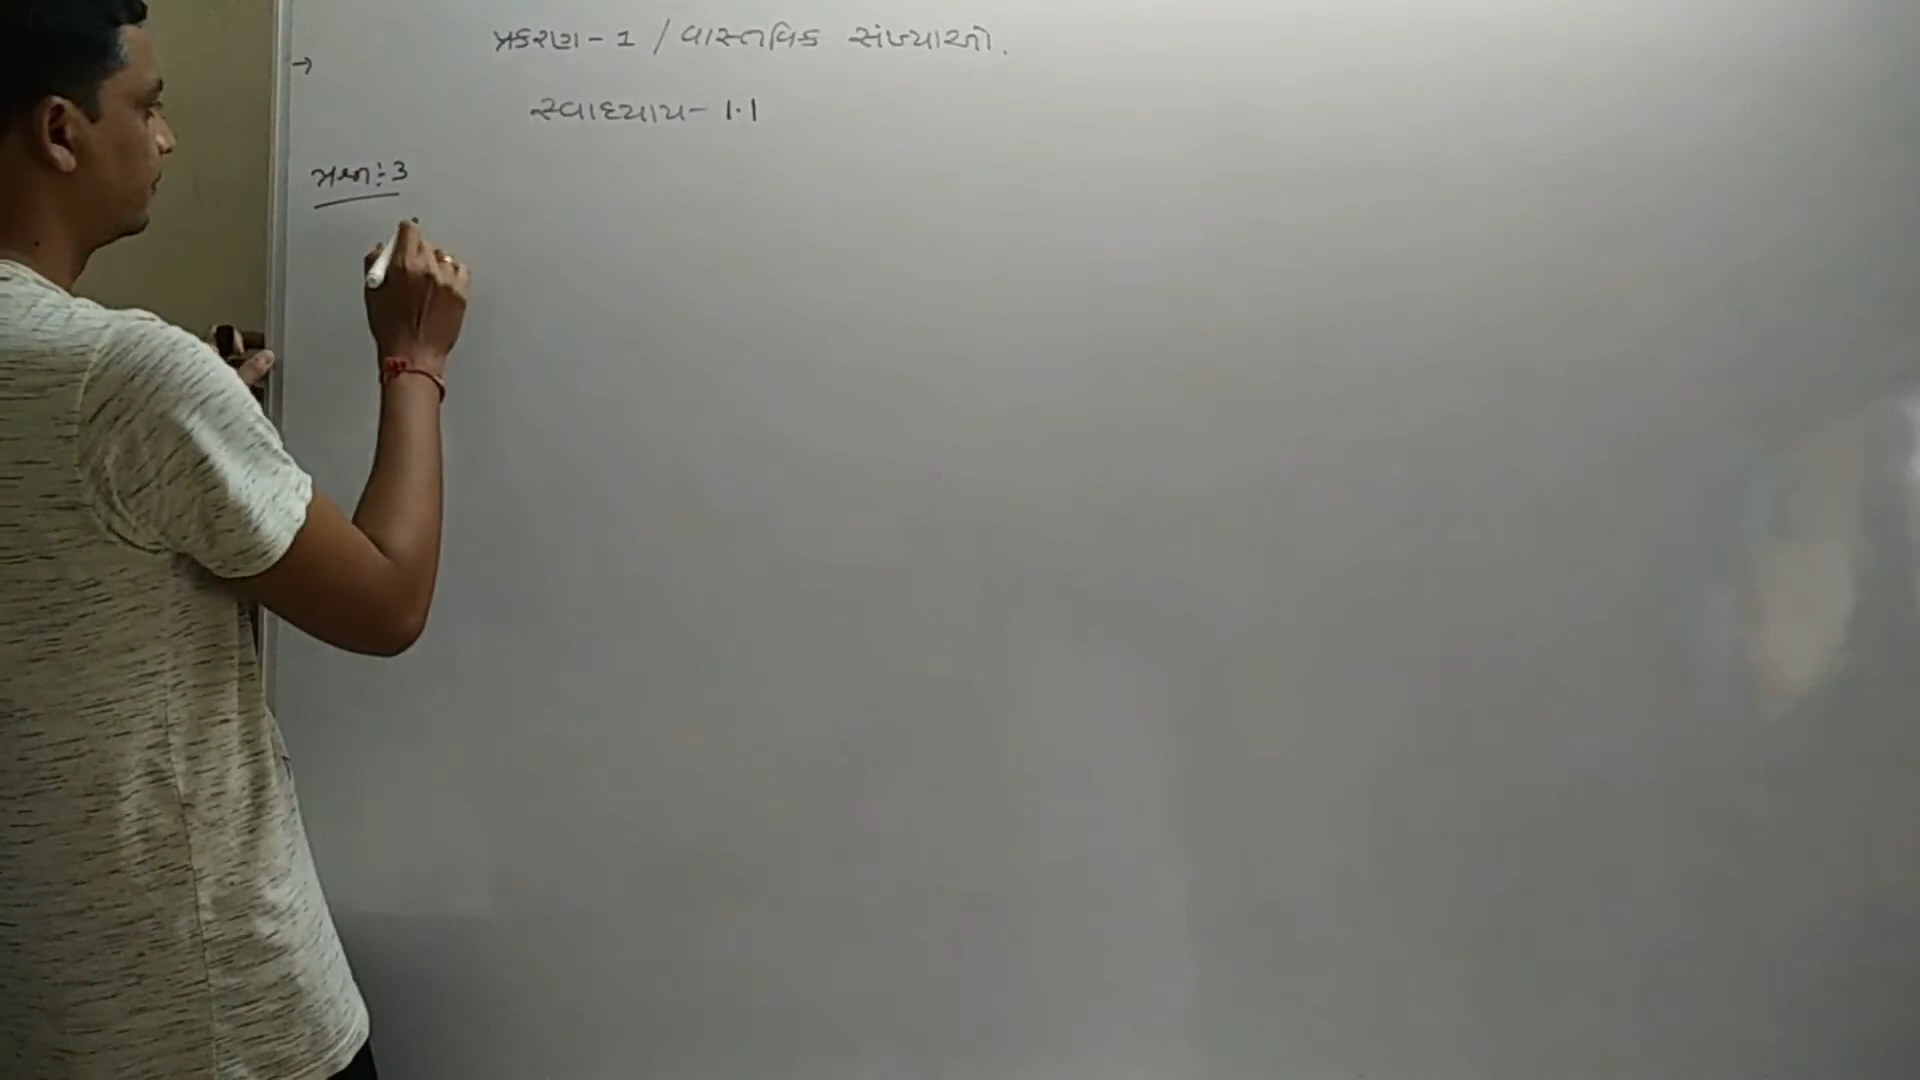 પ્રકરણ - 1 / વાસ્તવિક સંખ્યાઓ.
→
સ્વાધ્યાય - 1.1
પ્રશ્ન :- 3